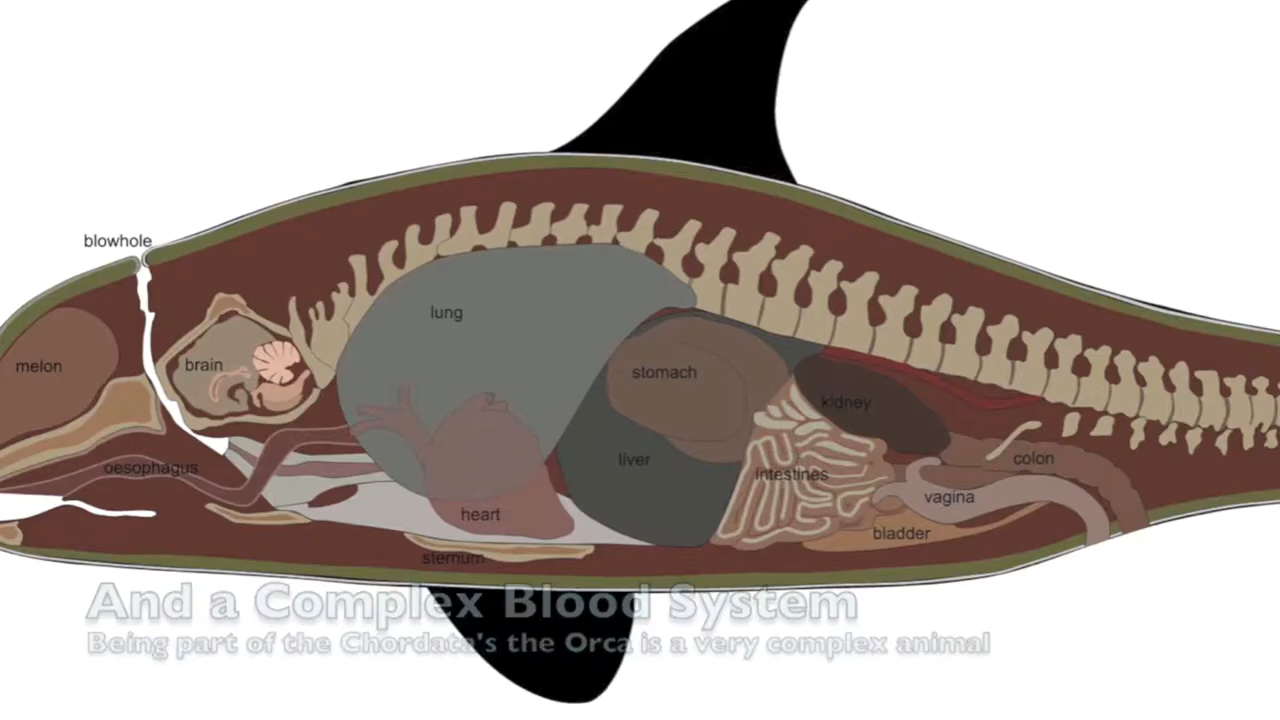 blowhole
lung
melon
brain
stomach
kidney
oesophagus
liver
intestines
colon
vagina
heart
bladder
sternum
And a Complex Blood System
Being part of the Chordata's the Orca is a very complex animal